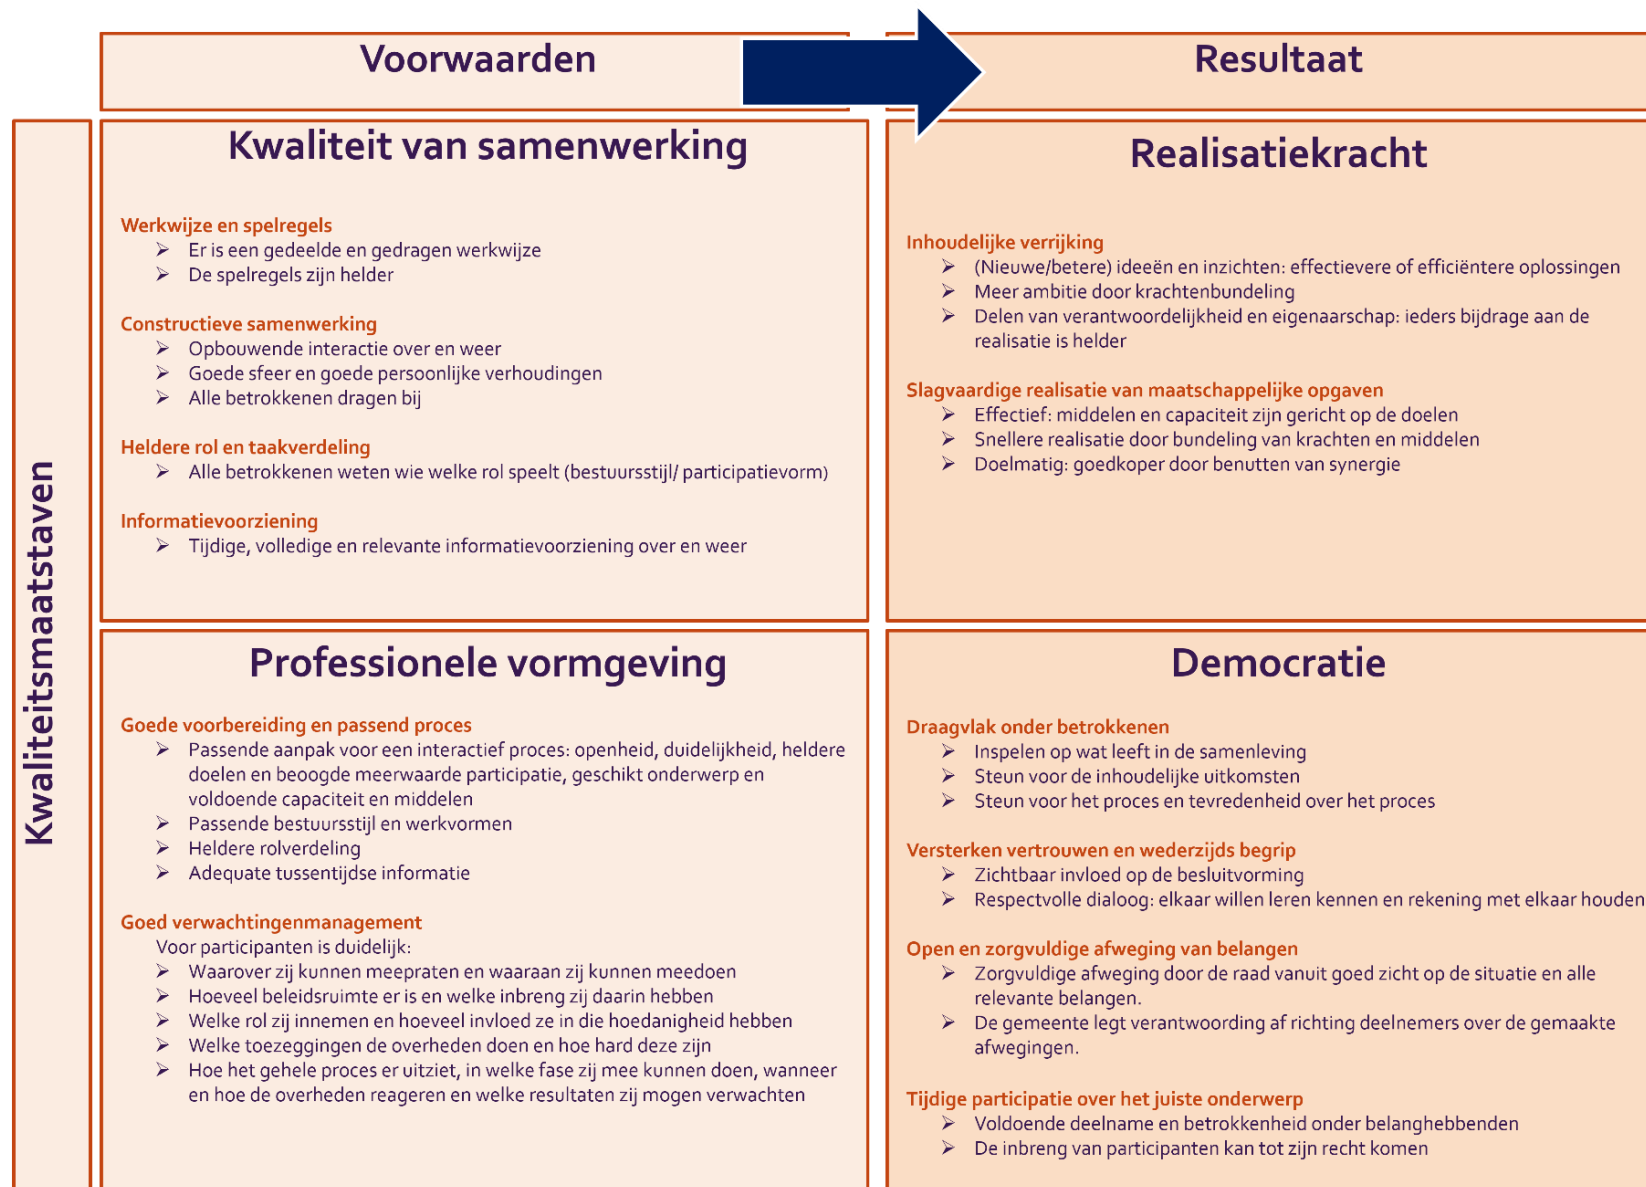 Voorwaarden
Resultaat
Kwaliteitsmaatstaven
Kwaliteit van samenwerking
Werkwijze en spelregels
➢ Er is een gedeelde en gedragen werkwijze
➢ De spelregels zijn helder
Constructieve samenwerking
➢ Opbouwende interactie over en weer
➢ Goede sfeer en goede persoonlijke verhoudingen
➢ Alle betrokkenen dragen bij
Heldere rol en taakverdeling
➢ Alle betrokkenen weten wie welke rol speelt (bestuursstijl/ participatievorm)
Informatievoorziening
➢ Tijdige, volledige en relevante informatievoorziening over en weer
Realisatiekracht
Inhoudelijke verrijking
➢ (Nieuwe/betere) ideeën en inzichten: effectievere of efficiëntere oplossingen
➢ Meer ambitie door krachtenbundeling
➢ Delen van verantwoordelijkheid en eigenaarschap: ieders bijdrage aan de
realisatie is helder
Slagvaardige realisatie van maatschappelijke opgaven
➢ Effectief: middelen en capaciteit zijn gericht op de doelen
➢ Snellere realisatie door bundeling van krachten en middelen
➢ Doelmatig: goedkoper door benutten van synergie
Professionele vormgeving
Goede voorbereiding en passend proces
➢ Passende aanpak voor een interactief proces: openheid, duidelijkheid, heldere
doelen en beoogde meerwaarde participatie, geschikt onderwerp en
voldoende capaciteit en middelen
➢ Passende bestuursstijl en werkvormen
➢ Heldere rolverdeling
➢ Adequate tussentijdse informatie
Goed verwachtingenmanagement
Voor participanten is duidelijk:
➢ Waarover zij kunnen meepraten en waaraan zij kunnen meedoen
➢ Hoeveel beleidsruimte er is en welke inbreng zij daarin hebben
➢ Welke rol zij innemen en hoeveel invloed ze in die hoedanigheid hebben
➢ Welke toezeggingen de overheden doen en hoe hard deze zijn
➢ Hoe het gehele proces er uitziet, in welke fase zij mee kunnen doen, wanneer
en hoe de overheden reageren en welke resultaten zij mogen verwachten
Democratie
Draagvlak onder betrokkenen
➢ Inspelen op wat leeft in de samenleving
➢ Steun voor de inhoudelijke uitkomsten
➢ Steun voor het proces en tevredenheid over het proces
Versterken vertrouwen en wederzijds begrip
➢ Zichtbaar invloed op de besluitvorming
➢ Respectvolle dialoog: elkaar willen leren kennen en rekening met elkaar houden
Open en zorgvuldige afweging van belangen
➢ Zorgvuldige afweging door de raad vanuit goed zicht op de situatie en alle
relevante belangen.
➢ De gemeente legt verantwoording af richting deelnemers over de gemaakte
afwegingen.
Tijdige participatie over het juiste onderwerp
➢ Voldoende deelname en betrokkenheid onder belanghebbenden
➢ De inbreng van participanten kan tot zijn recht komen